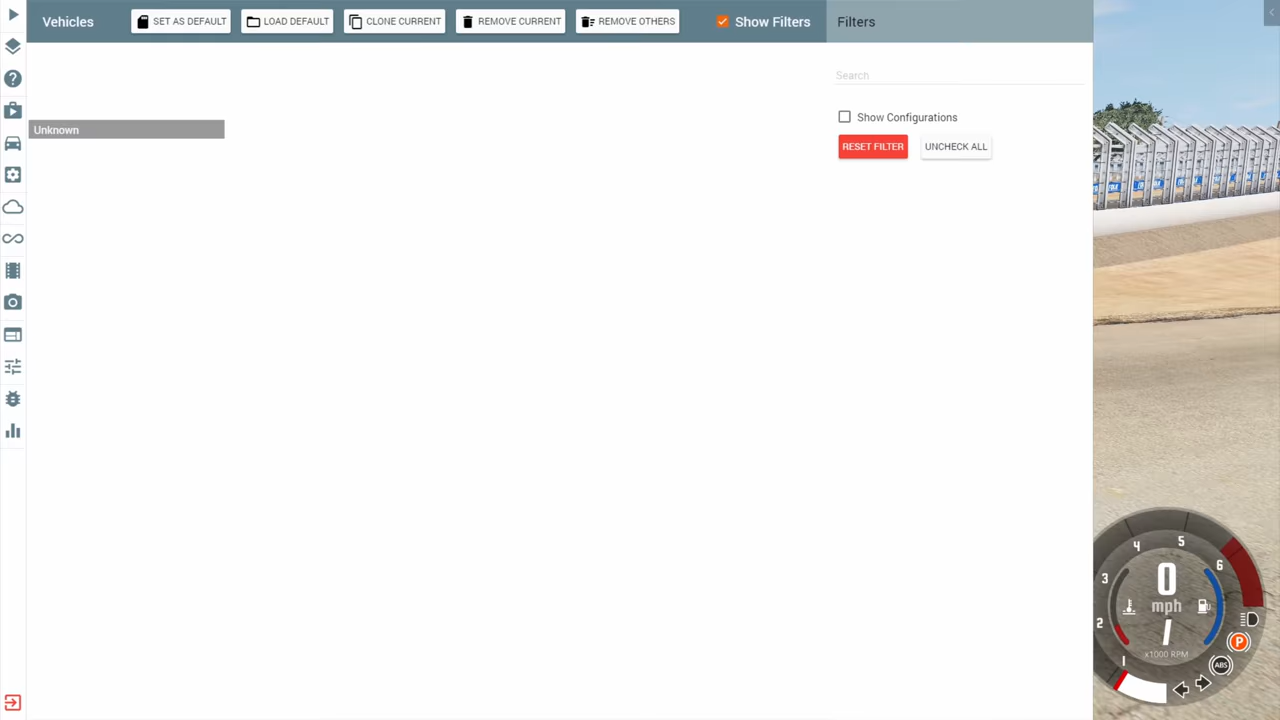 Vehicles
SET AS DEFAULT
LOAD DEFAULT
CLONE CURRENT
REMOVE CURRENT
REMOVE OTHERS
Show Filters
Filters
Search
Unknown
Show Configurations
RESET FILTER
UNCHECK ALL
1
2
3
4
5
6
0
mph
x1000 RPM
P
ABS